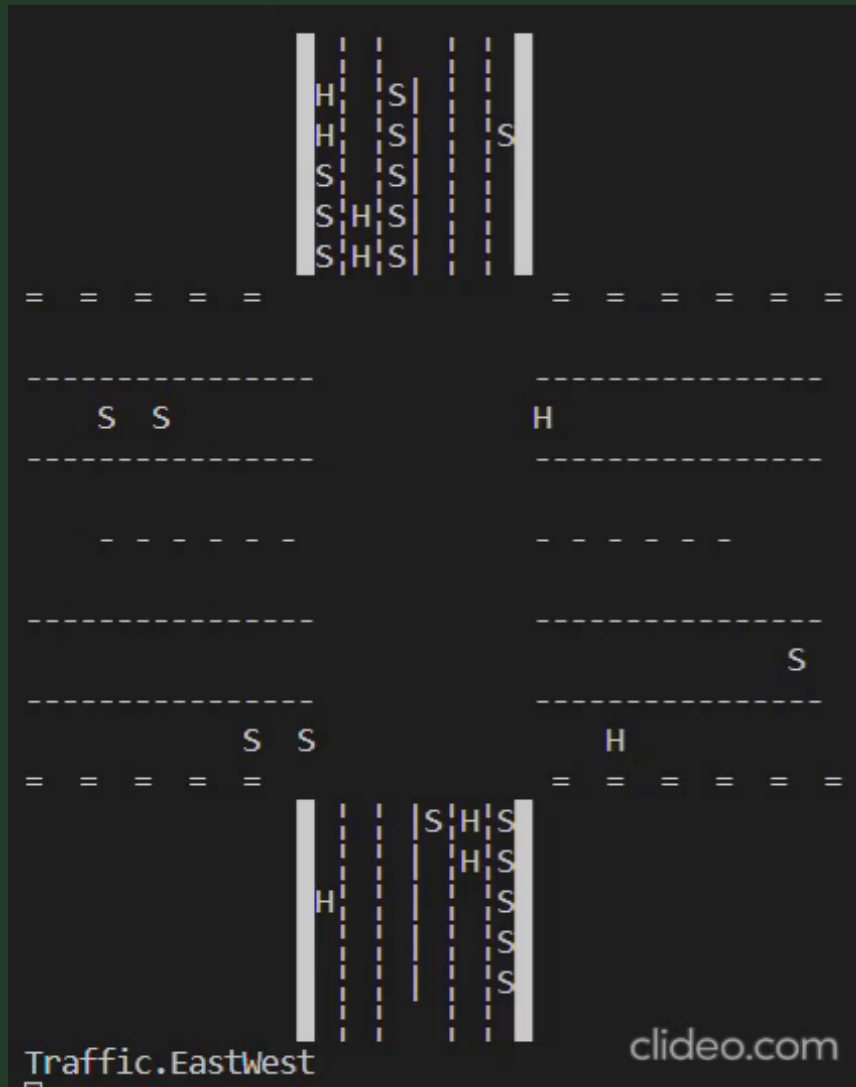 ¦ ¦   ¦ ¦
H¦ ¦S| ¦ ¦
H¦ ¦S| ¦ ¦S
S¦ ¦S| ¦ ¦
S¦H¦S| ¦ ¦
S¦H¦S| ¦ ¦
= = = = = = = = = = =
---------------- ----------------
S S H
---------------- ----------------
- - - - - - - - - - - -
---------------- ----------------
S
---------------- ----------------
S S H
= = = = = = = = = = =
¦ ¦ |S¦H¦S
¦ ¦ | ¦H¦S
H¦ ¦ | ¦ ¦S
¦ ¦ | ¦ ¦S
¦ ¦ | ¦ ¦S
¦ ¦   ¦ ¦
Traffic.EastWest
clideo.com